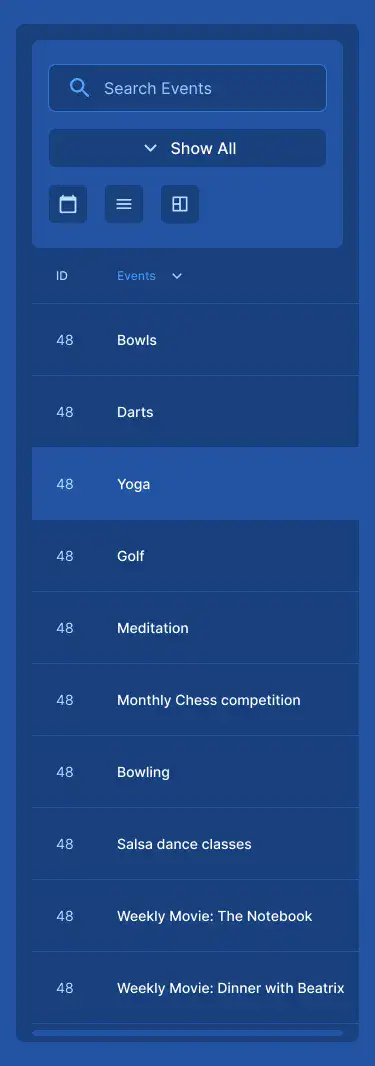 Search Events
Show All
ID Events
48 Bowls
48 Darts
48 Yoga
48 Golf
48 Meditation
48 Monthly Chess competition
48 Bowling
48 Salsa dance classes
48 Weekly Movie: The Notebook
48 Weekly Movie: Dinner with Beatrix